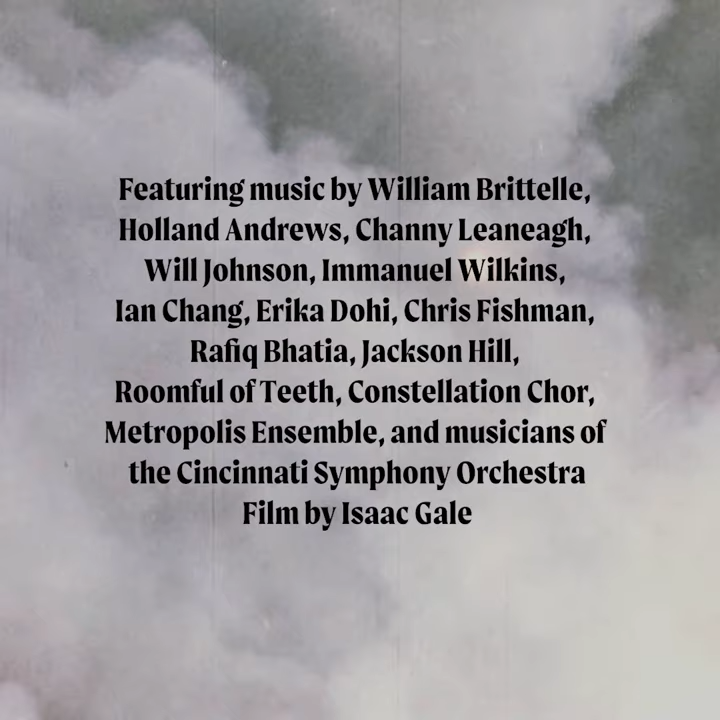 Featuring music by William Brittelle,
Holland Andrews, Channy Leaneagh,
Will Johnson, Immanuel Wilkins,
Ian Chang, Erika Dohi, Chris Fishman,
Rafiq Bhatia, Jackson Hill,
Roomful of Teeth, Constellation Chor,
Metropolis Ensemble, and musicians of
the Cincinnati Symphony Orchestra
Film by Isaac Gale